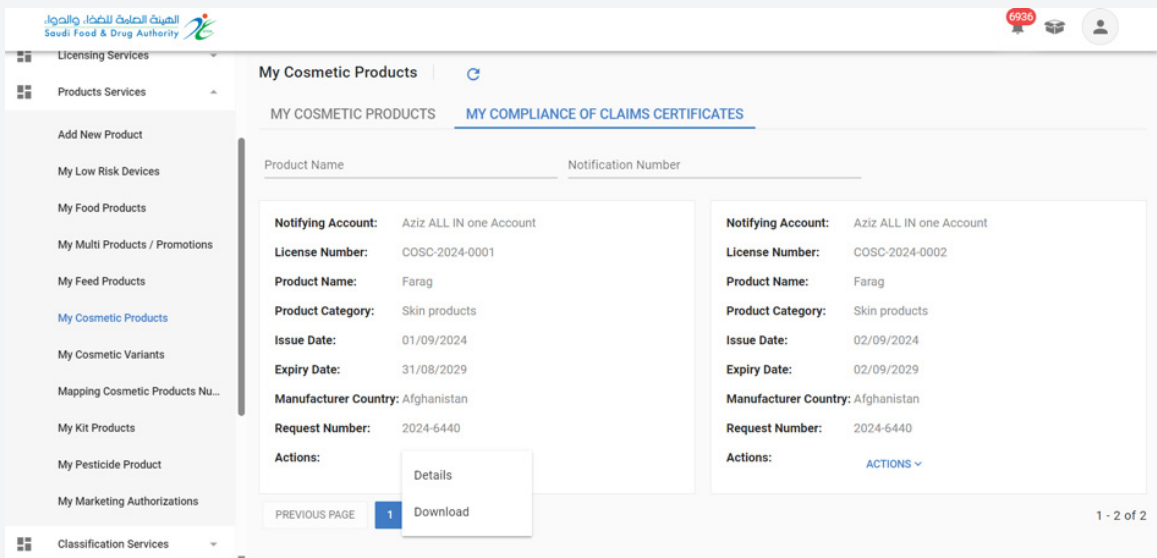 الهيئة العامة للغذاء والدواء
Saudi Food & Drug Authority
6936
Licensing Services
Products Services
Add New Product
My Low Risk Devices
My Food Products
My Multi Products / Promotions
My Feed Products
My Cosmetic Products
My Cosmetic Variants
Mapping Cosmetic Products Nu...
My Kit Products
My Pesticide Product
My Marketing Authorizations
Classification Services
My Cosmetic Products
MY COSMETIC PRODUCTS MY COMPLIANCE OF CLAIMS CERTIFICATES
Product Name Notification Number
Notifying Account: Aziz ALL IN one Account
License Number: COSC-2024-0001
Product Name: Farag
Product Category: Skin products
Issue Date: 01/09/2024
Expiry Date: 31/08/2029
Manufacturer Country: Afghanistan
Request Number: 2024-6440
Actions:
Details
Download
Notifying Account: Aziz ALL IN one Account
License Number: COSC-2024-0002
Product Name: Farag
Product Category: Skin products
Issue Date: 02/09/2024
Expiry Date: 02/09/2029
Manufacturer Country: Afghanistan
Request Number: 2024-6440
Actions: ACTIONS
PREVIOUS PAGE 1
1 - 2 of 2